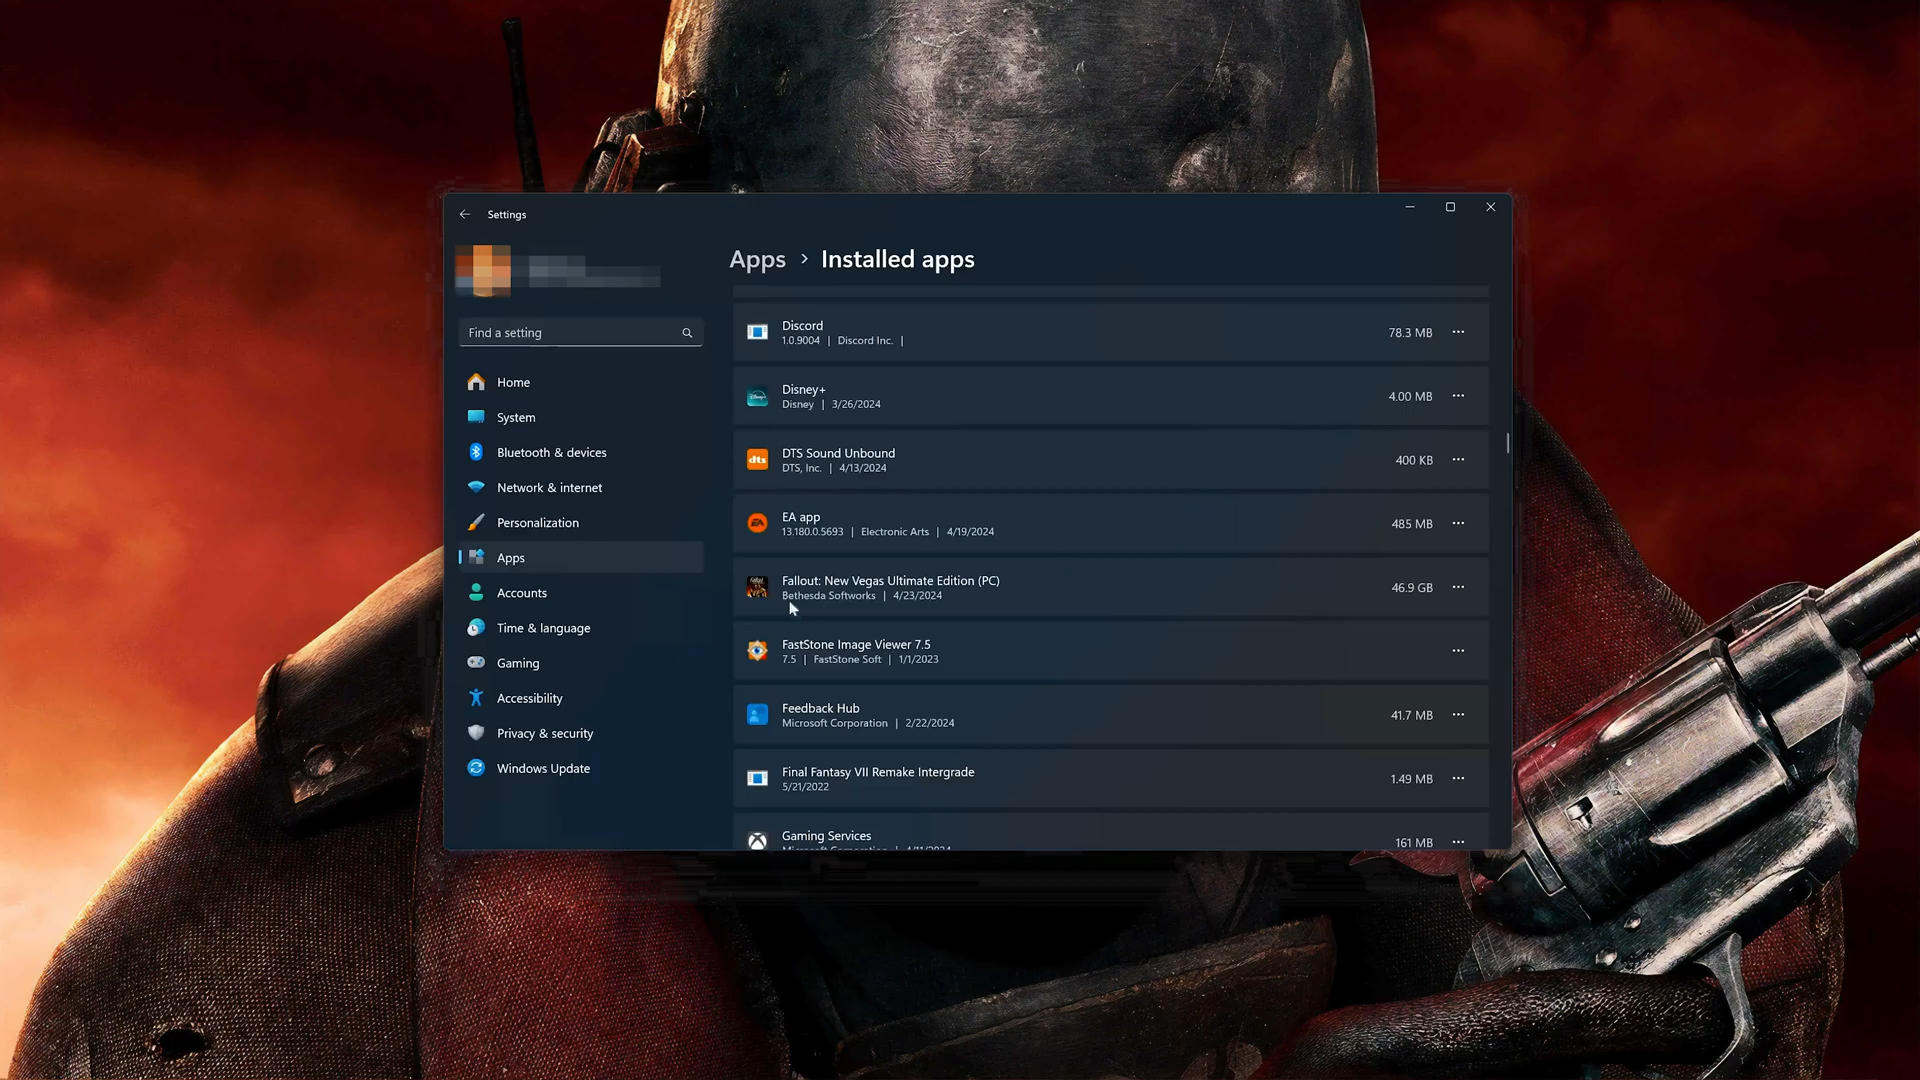 Settings
Find a setting
Home
System
Bluetooth & devices
Network & internet
Personalization
Apps
Accounts
Time & language
Gaming
Accessibility
Privacy & security
Windows Update
Apps > Installed apps
Discord
1.0.9004 | Discord Inc. |
78.3 MB
Disney+
Disney | 3/26/2024
4.00 MB
dts
DTS Sound Unbound
DTS, Inc. | 4/13/2024
400 KB
EA
EA app
13.180.0.5693 | Electronic Arts | 4/19/2024
485 MB
Fallout: New Vegas Ultimate Edition (PC)
Bethesda Softworks | 4/23/2024
46.9 GB
FastStone Image Viewer 7.5
7.5 | FastStone Soft | 1/1/2023
Feedback Hub
Microsoft Corporation | 2/22/2024
41.7 MB
Final Fantasy VII Remake Intergrade
5/21/2022
1.49 MB
Gaming Services
Microsoft Corporation | 4/11/2024
161 MB